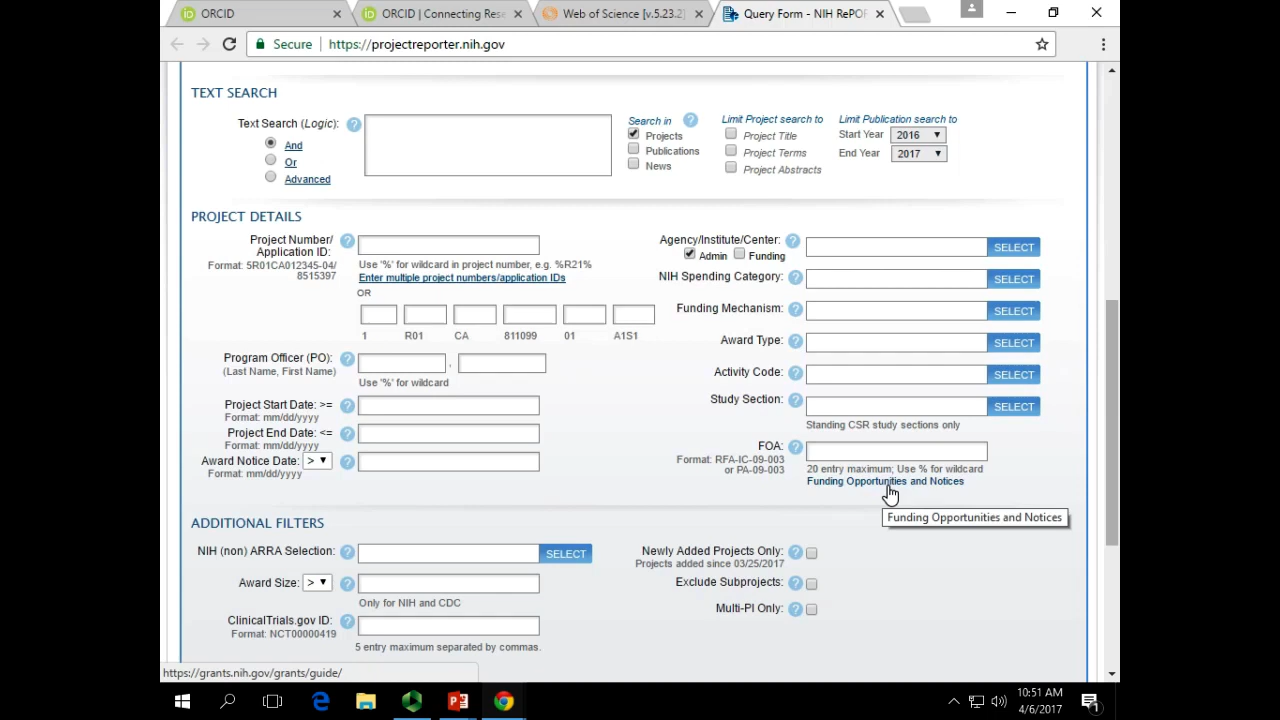 ORCID
ORCID | Connecting Rese
Web of Science [v.5.23.2]
Query Form - NIH RePOR
Secure
https://projectreporter.nih.gov
TEXT SEARCH
Text Search (Logic):
And
Or
Advanced
Search in
Projects
Publications
News
Limit Project search to
Project Title
Project Terms
Project Abstracts
Limit Publication search to
Start Year 2016
End Year 2017
PROJECT DETAILS
Project Number/
Application ID:
Format: 5R01CA012345-04/
8515397
Use '%' for wildcard in project number, e.g. %R21%
Enter multiple project numbers/application IDs
OR
1 R01 CA 811099 01 A1S1
Program Officer (PO):
(Last Name, First Name)
,
Use '%' for wildcard
Project Start Date: >=
Format: mm/dd/yyyy
Project End Date: <=
Format: mm/dd/yyyy
Award Notice Date: >
Format: mm/dd/yyyy
Agency/Institute/Center:
Admin Funding
SELECT
NIH Spending Category:
SELECT
Funding Mechanism:
SELECT
Award Type:
SELECT
Activity Code:
SELECT
Study Section:
SELECT
Standing CSR study sections only
FOA:
Format: RFA-IC-09-003
or PA-09-003
20 entry maximum; Use % for wildcard
Funding Opportunities and Notices
Funding Opportunities and Notices
ADDITIONAL FILTERS
NIH (non) ARRA Selection:
SELECT
Award Size: >
Only for NIH and CDC
ClinicalTrials.gov ID:
Format: NCT00000419
5 entry maximum separated by commas.
Newly Added Projects Only:
Projects added since 03/25/2017
Exclude Subprojects:
Multi-PI Only:
https://grants.nih.gov/grants/guide/
10:51 AM
4/6/2017